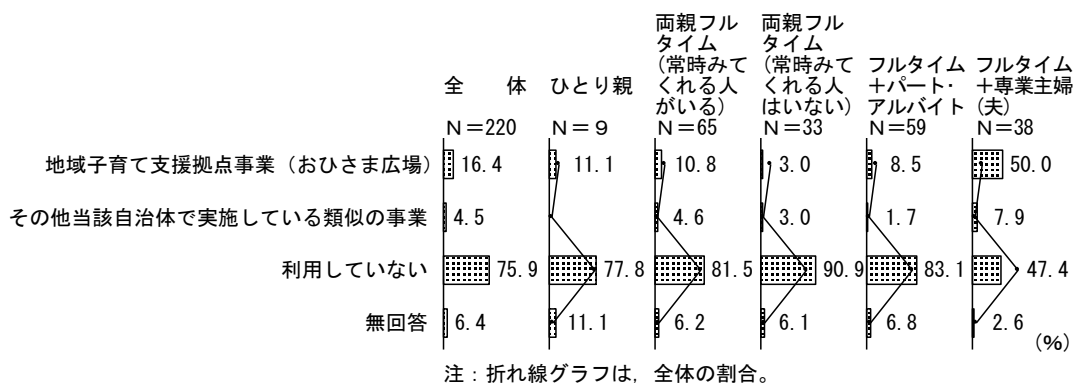 全　体
ひとり親
両親フル
タイム
（常時みて
くれる人
がいる）
両親フル
タイム
（常時みて
くれる人
はいない）
フルタイム
＋パート・
アルバイト
フルタイム
＋専業主婦
（夫）
Ｎ＝220 Ｎ＝９ Ｎ＝65 Ｎ＝33 Ｎ＝59 Ｎ＝38
地域子育て支援拠点事業（おひさま広場） 16.4 11.1 10.8 3.0 8.5 50.0
その他当該自治体で実施している類似の事業 4.5 4.6 3.0 1.7 7.9
利用していない 75.9 77.8 81.5 90.9 83.1 47.4
無回答 6.4 11.1 6.2 6.1 6.8 2.6
（％）
注：折れ線グラフは，全体の割合。